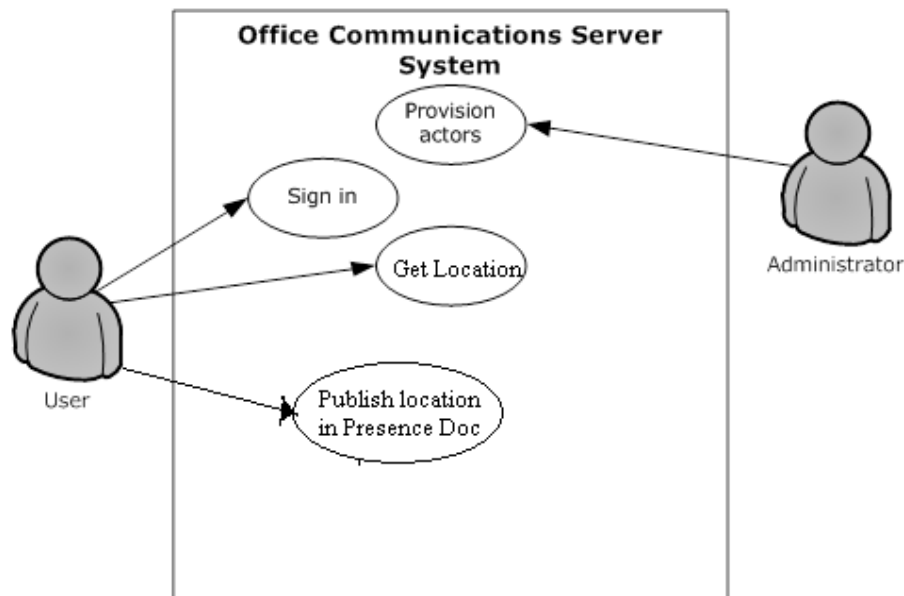 Office Communications Server
System
Provision
actors
Sign in
Get Location
Administrator
User
Publish location
in Presence Doc